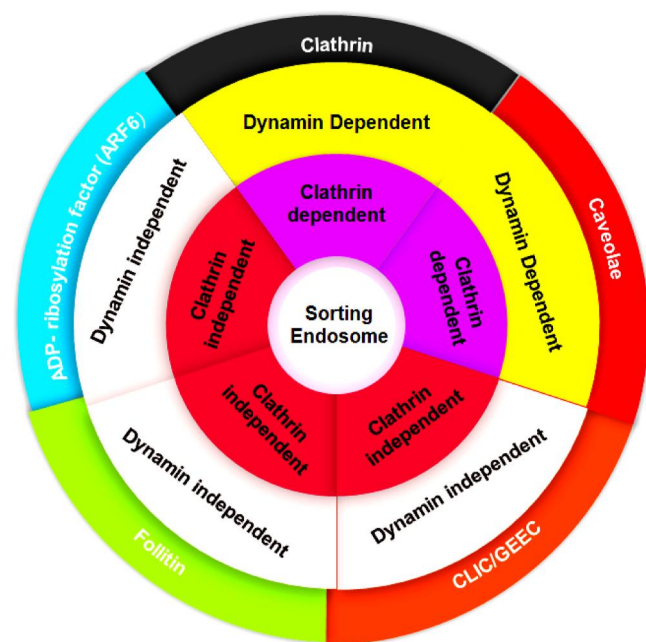 Clathrin
Caveolae
CLIC/GEEC
Follitin
ADP- ribosylation factor (ARF6)
Dynamin Dependent
Dynamin Dependent
Dynamin independent
Dynamin independent
Dynamin independent
Clathrin
dependent
Clathrin
dependent
Clathrin
independent
Clathrin
independent
Clathrin
independent
Sorting
Endosome